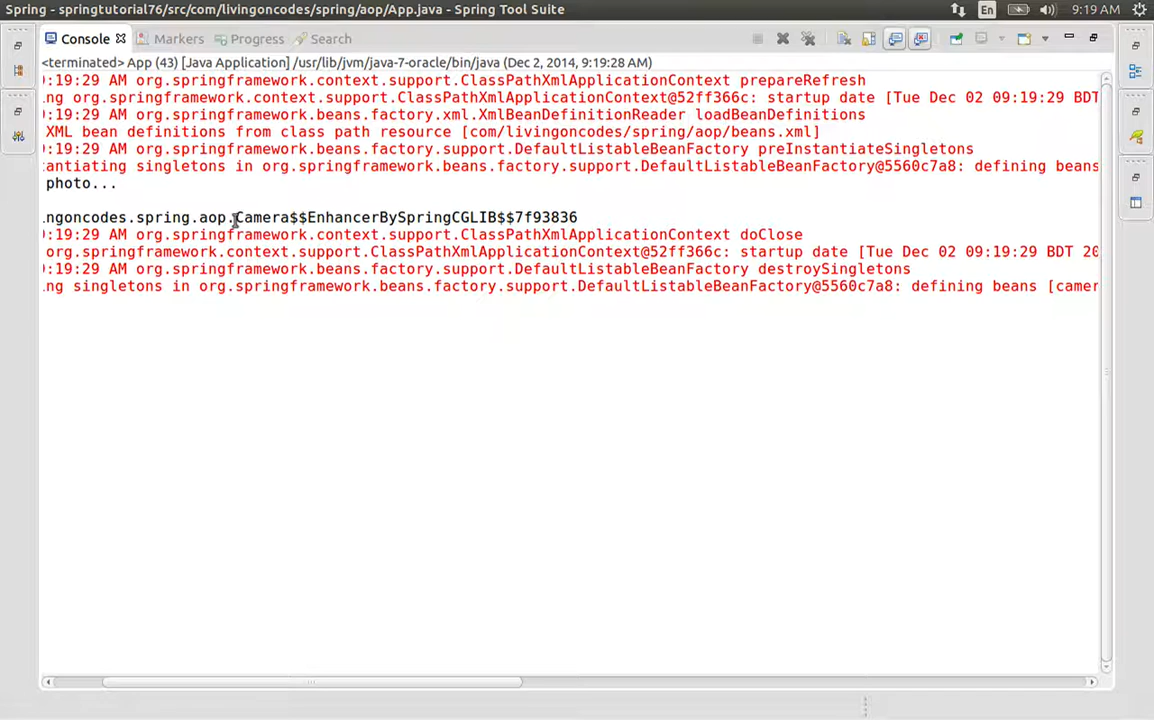 Spring - springtutorial76/src/com/livingoncodes/spring/aop/App.java - Spring Tool Suite
En
9:19 AM
Console
Markers
Progress
Search
<terminated> App (43) [Java Application] /usr/lib/jvm/java-7-oracle/bin/java (Dec 2, 2014, 9:19:28 AM)
:19:29 AM org.springframework.context.support.ClassPathXmlApplicationContext prepareRefresh
ng org.springframework.context.support.ClassPathXmlApplicationContext@52ff366c: startup date [Tue Dec 02 09:19:29 BDT
:19:29 AM org.springframework.beans.factory.xml.XmlBeanDefinitionReader loadBeanDefinitions
XML bean definitions from class path resource [com/livingoncodes/spring/aop/beans.xml]
:19:29 AM org.springframework.beans.factory.support.DefaultListableBeanFactory preInstantiateSingletons
tantiating singletons in org.springframework.beans.factory.support.DefaultListableBeanFactory@5560c7a8: defining beans
photo...
ngoncodes.spring.aop.Camera$$EnhancerBySpringCGLIB$$7f93836
:19:29 AM org.springframework.context.support.ClassPathXmlApplicationContext doClose
org.springframework.context.support.ClassPathXmlApplicationContext@52ff366c: startup date [Tue Dec 02 09:19:29 BDT 20
:19:29 AM org.springframework.beans.factory.support.DefaultListableBeanFactory destroySingletons
ng singletons in org.springframework.beans.factory.support.DefaultListableBeanFactory@5560c7a8: defining beans [camer